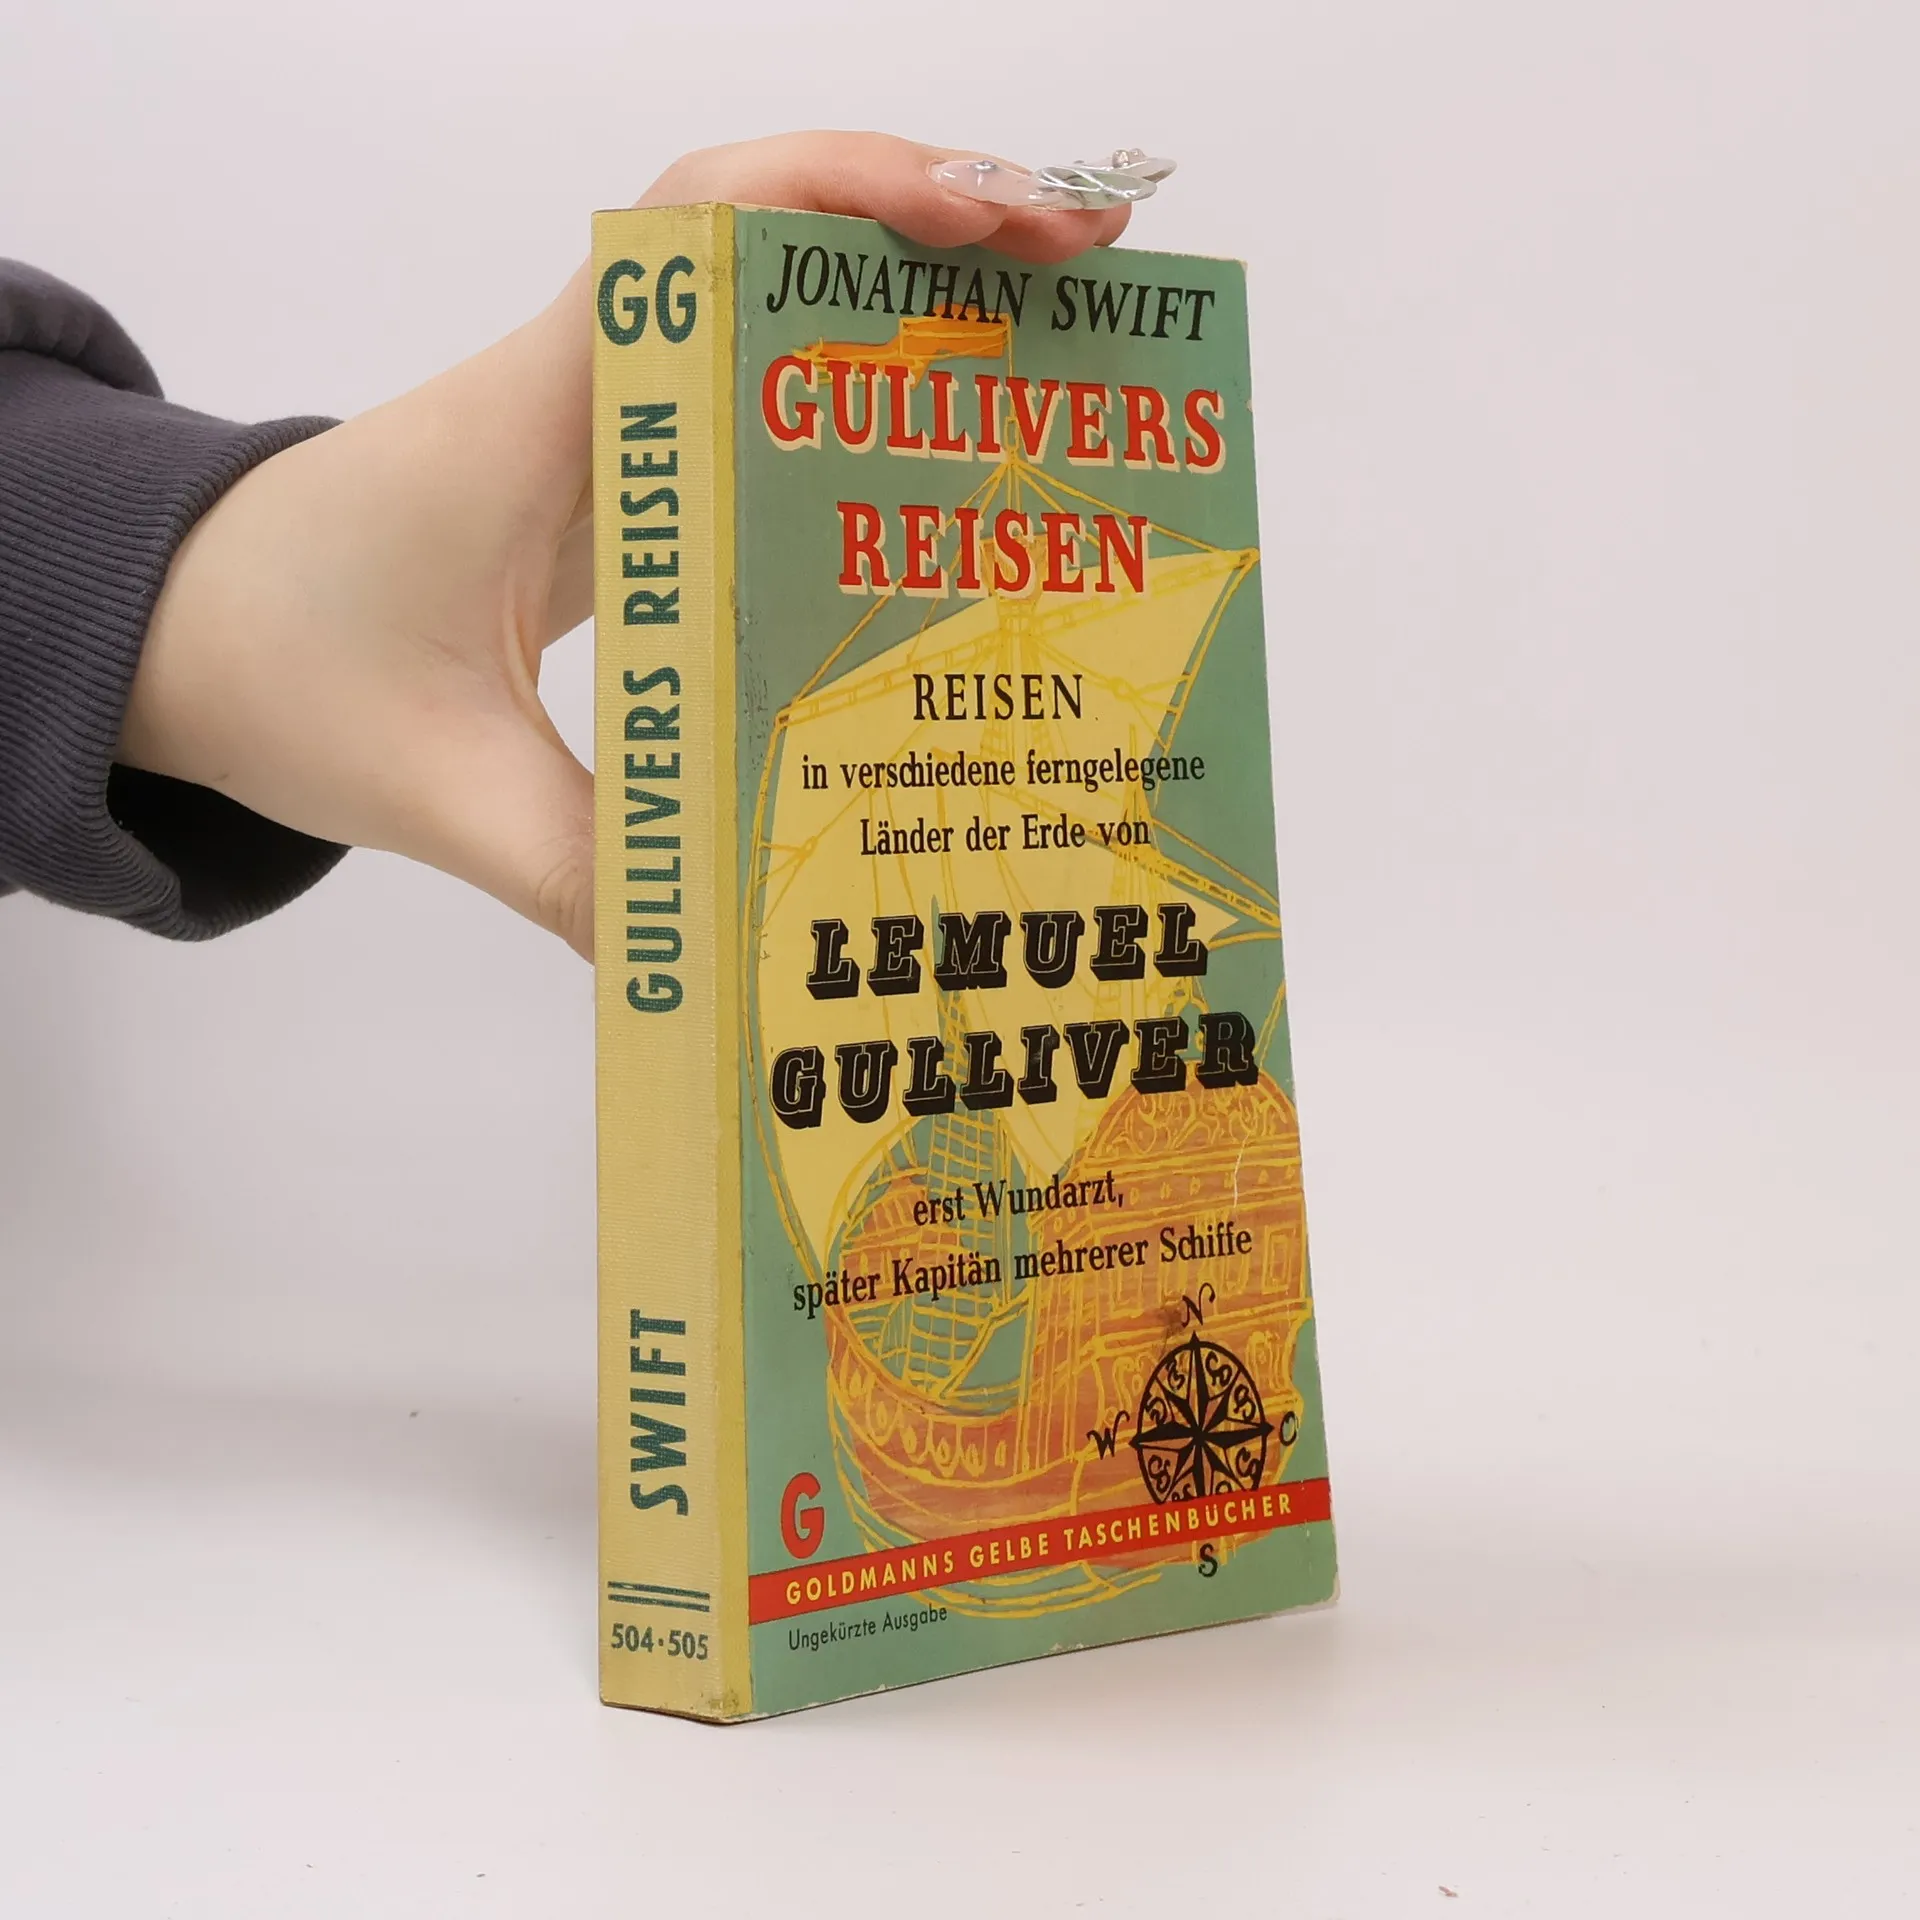 GG
GULLIVERS REISEN
SWIFT
504·505
JONATHAN SWIFT
GULLIVERS
REISEN
REISEN
in verschiedene ferngelegene
Länder der Erde von
LEMUEL
GULLIVER
erst Wundarzt,
später Kapitän mehrerer Schiffe
N
W O
S
G
GOLDMANNS GELBE TASCHENBÜCHER
Ungekürzte Ausgabe